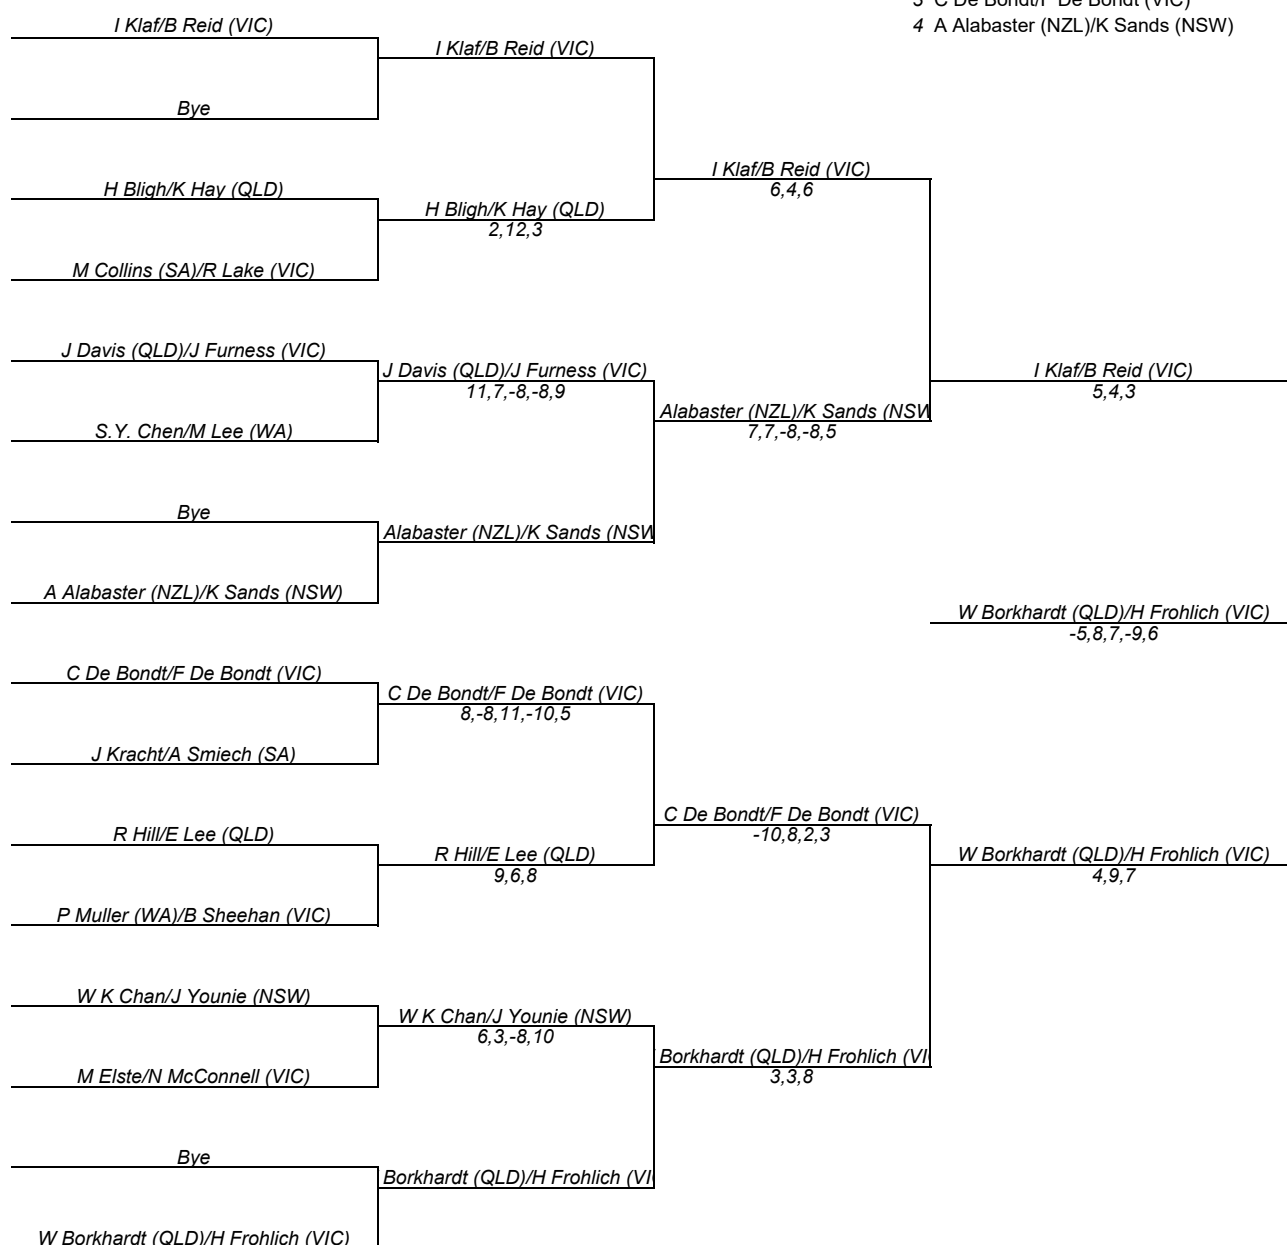 3 C De Bondt/F De Bondt (VIC)
4 A Alabaster (NZL)/K Sands (NSW)
I Klaf/B Reid (VIC)
I Klaf/B Reid (VIC)
Bye
I Klaf/B Reid (VIC)
6,4,6
H Bligh/K Hay (QLD)
H Bligh/K Hay (QLD)
2,12,3
M Collins (SA)/R Lake (VIC)
J Davis (QLD)/J Furness (VIC)
J Davis (QLD)/J Furness (VIC)
11,7,-8,-8,9
I Klaf/B Reid (VIC)
5,4,3
Alabaster (NZL)/K Sands (NSW
7,7,-8,-8,5
S.Y. Chen/M Lee (WA)
Bye
Alabaster (NZL)/K Sands (NSW
A Alabaster (NZL)/K Sands (NSW)
W Borkhardt (QLD)/H Frohlich (VIC)
-5,8,7,-9,6
C De Bondt/F De Bondt (VIC)
C De Bondt/F De Bondt (VIC)
8,-8,11,-10,5
J Kracht/A Smiech (SA)
C De Bondt/F De Bondt (VIC)
-10,8,2,3
R Hill/E Lee (QLD)
R Hill/E Lee (QLD)
9,6,8
W Borkhardt (QLD)/H Frohlich (VIC)
4,9,7
P Muller (WA)/B Sheehan (VIC)
W K Chan/J Younie (NSW)
W K Chan/J Younie (NSW)
6,3,-8,10
Borkhardt (QLD)/H Frohlich (VI
3,3,8
M Elste/N McConnell (VIC)
Bye
Borkhardt (QLD)/H Frohlich (VI
W Borkhardt (QLD)/H Frohlich (VIC)